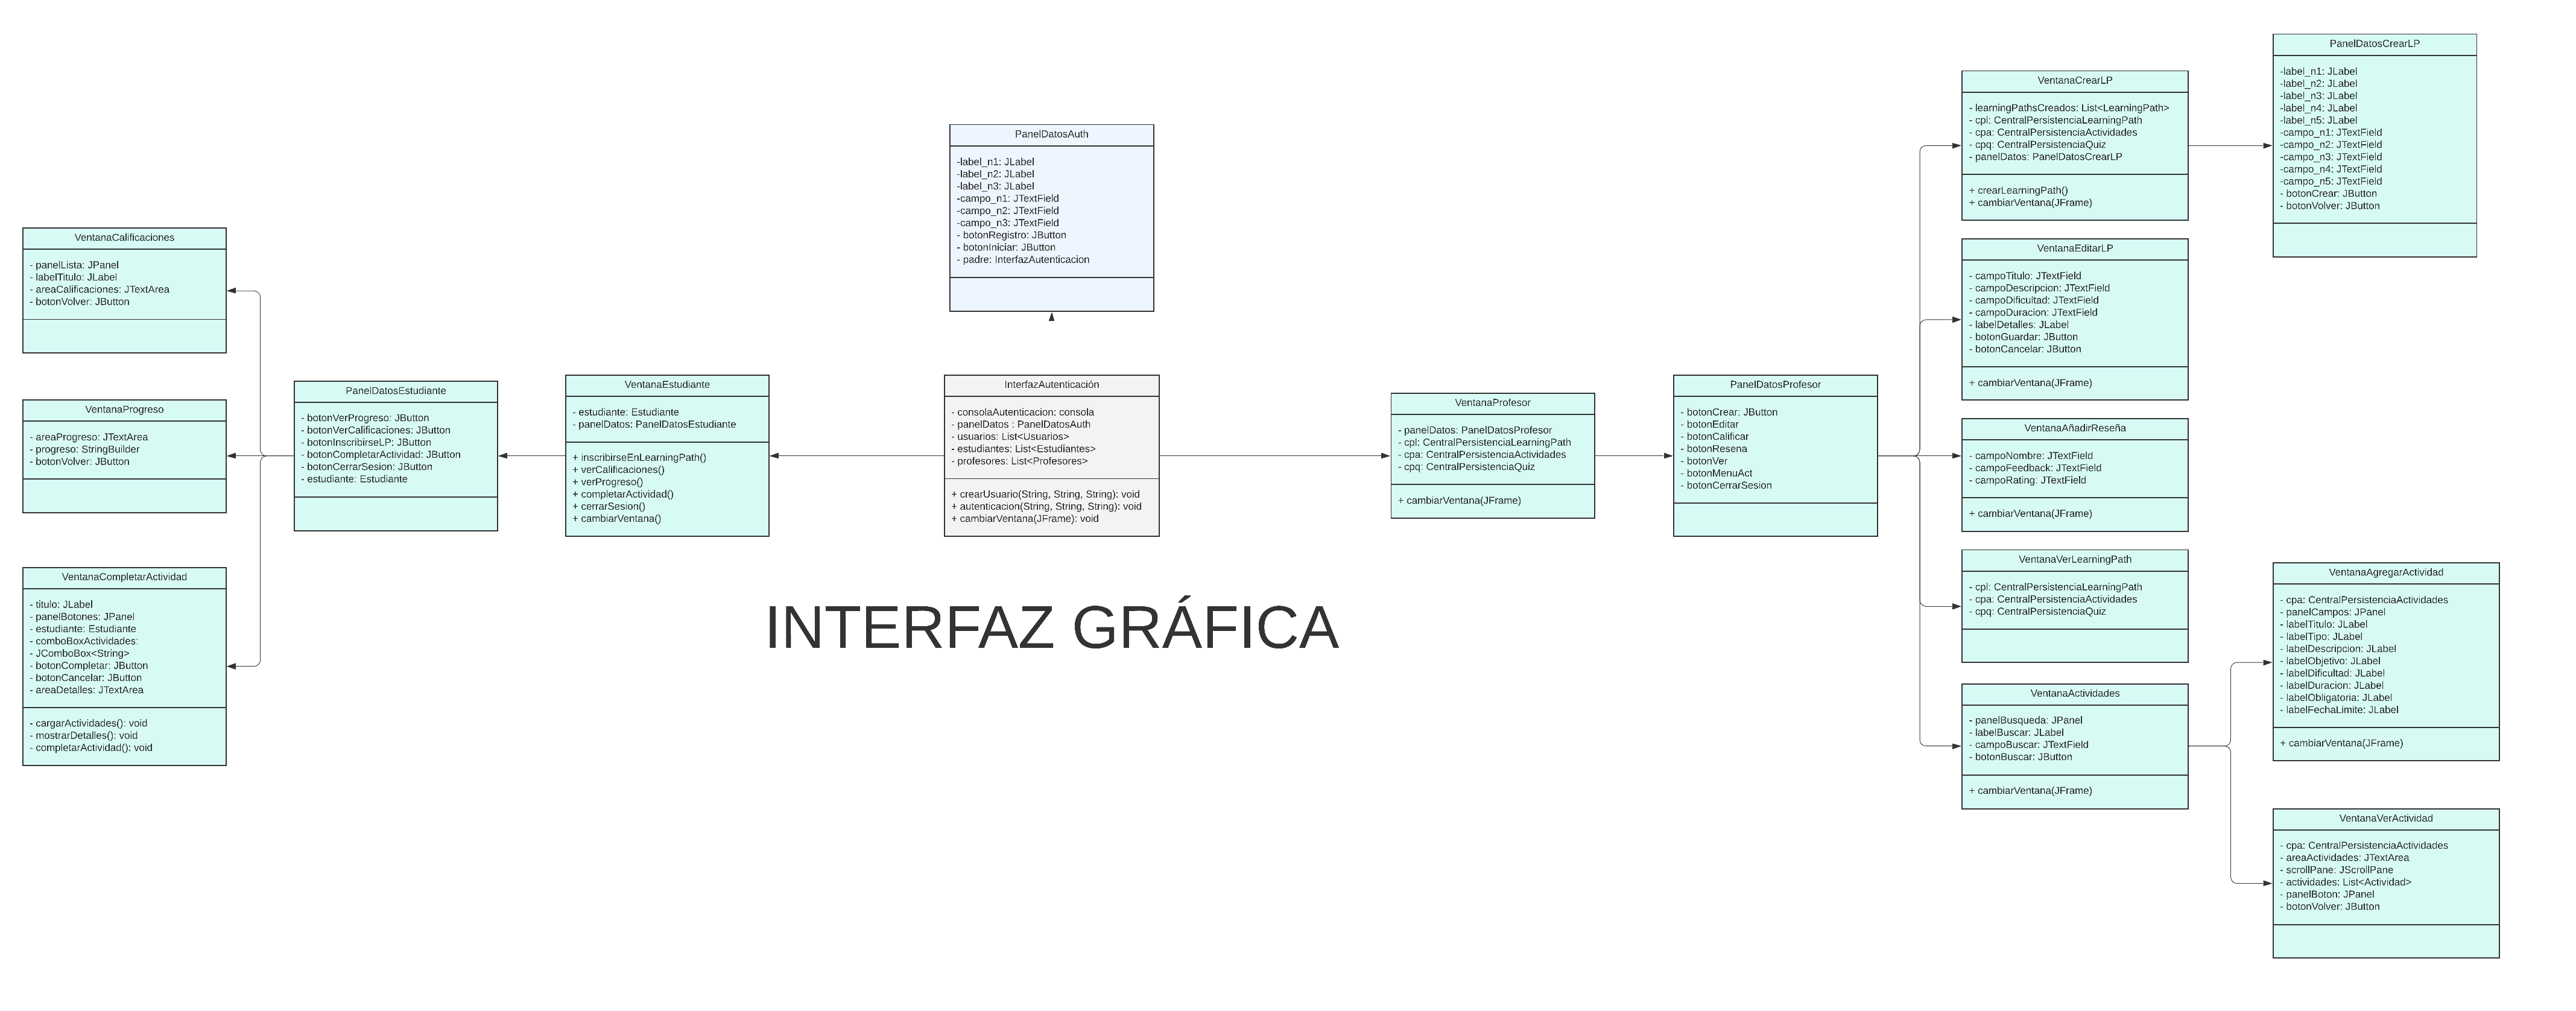 VentanaCalificaciones
- panelLista: JPanel
- labelTitulo: JLabel
- areaCalificaciones: JTextArea
- botonVolver: JButton
VentanaProgreso
- areaProgreso: JTextArea
- progreso: StringBuilder
- botonVolver: JButton
VentanaCompletarActividad
- titulo: JLabel
- panelBotones: JPanel
- estudiante: Estudiante
- comboBoxActividades:
- JComboBox<String>
- botonCompletar: JButton
- botonCancelar: JButton
- areaDetalles: JTextArea
- cargarActividades(): void
- mostrarDetalles(): void
- completarActividad(): void
PanelDatosEstudiante
- botonVerProgreso: JButton
- botonVerCalificaciones: JButton
- botonInscribirseLP: JButton
- botonCompletarActividad: JButton
- botonCerrarSesion: JButton
- estudiante: Estudiante
VentanaEstudiante
- estudiante: Estudiante
- panelDatos: PanelDatosEstudiante
+ inscribirseEnLearningPath()
+ verCalificaciones()
+ verProgreso()
+ completarActividad()
+ cerrarSesion()
+ cambiarVentana()
PanelDatosAuth
-label_n1: JLabel
-label_n2: JLabel
-label_n3: JLabel
-campo_n1: JTextField
-campo_n2: JTextField
-campo_n3: JTextField
- botonRegistro: JButton
- botonIniciar: JButton
- padre: InterfazAutenticacion
InterfazAutenticación
- consolaAutenticacion: consola
- panelDatos : PanelDatosAuth
- usuarios: List<Usuarios>
- estudiantes: List<Estudiantes>
- profesores: List<Profesores>
+ crearUsuario(String, String, String): void
+ autenticacion(String, String, String): void
+ cambiarVentana(JFrame): void
INTERFAZ GRÁFICA
VentanaProfesor
- panelDatos: PanelDatosProfesor
- cpl: CentralPersistenciaLearningPath
- cpa: CentralPersistenciaActividades
- cpq: CentralPersistenciaQuiz
+ cambiarVentana(JFrame)
PanelDatosProfesor
- botonCrear: JButton
- botonEditar
- botonCalificar
- botonResena
- botonVer
- botonMenuAct
- botonCerrarSesion
VentanaCrearLP
- learningPathsCreados: List<LearningPath>
- cpl: CentralPersistenciaLearningPath
- cpa: CentralPersistenciaActividades
- cpq: CentralPersistenciaQuiz
- panelDatos: PanelDatosCrearLP
+ crearLearningPath()
+ cambiarVentana(JFrame)
VentanaEditarLP
- campoTitulo: JTextField
- campoDescripcion: JTextField
- campoDificultad: JTextField
- campoDuracion: JTextField
- labelDetalles: JLabel
- botonGuardar: JButton
- botonCancelar: JButton
+ cambiarVentana(JFrame)
VentanaAñadirReseña
- campoNombre: JTextField
- campoFeedback: JTextField
- campoRating: JTextField
+ cambiarVentana(JFrame)
VentanaVerLearningPath
- cpl: CentralPersistenciaLearningPath
- cpa: CentralPersistenciaActividades
- cpq: CentralPersistenciaQuiz
VentanaActividades
- panelBusqueda: JPanel
- labelBuscar: JLabel
- campoBuscar: JTextField
- botonBuscar: JButton
+ cambiarVentana(JFrame)
PanelDatosCrearLP
-label_n1: JLabel
-label_n2: JLabel
-label_n3: JLabel
-label_n4: JLabel
-label_n5: JLabel
-campo_n1: JTextField
-campo_n2: JTextField
-campo_n3: JTextField
-campo_n4: JTextField
-campo_n5: JTextField
- botonCrear: JButton
- botonVolver: JButton
VentanaAgregarActividad
- cpa: CentralPersistenciaActividades
- panelCampos: JPanel
- labelTitulo: JLabel
- labelTipo: JLabel
- labelDescripcion: JLabel
- labelObjetivo: JLabel
- labelDificultad: JLabel
- labelDuracion: JLabel
- labelObligatoria: JLabel
- labelFechaLimite: JLabel
+ cambiarVentana(JFrame)
VentanaVerActividad
- cpa: CentralPersistenciaActividades
- areaActividades: JTextArea
- scrollPane: JScrollPane
- actividades: List<Actividad>
- panelBoton: JPanel
- botonVolver: JButton